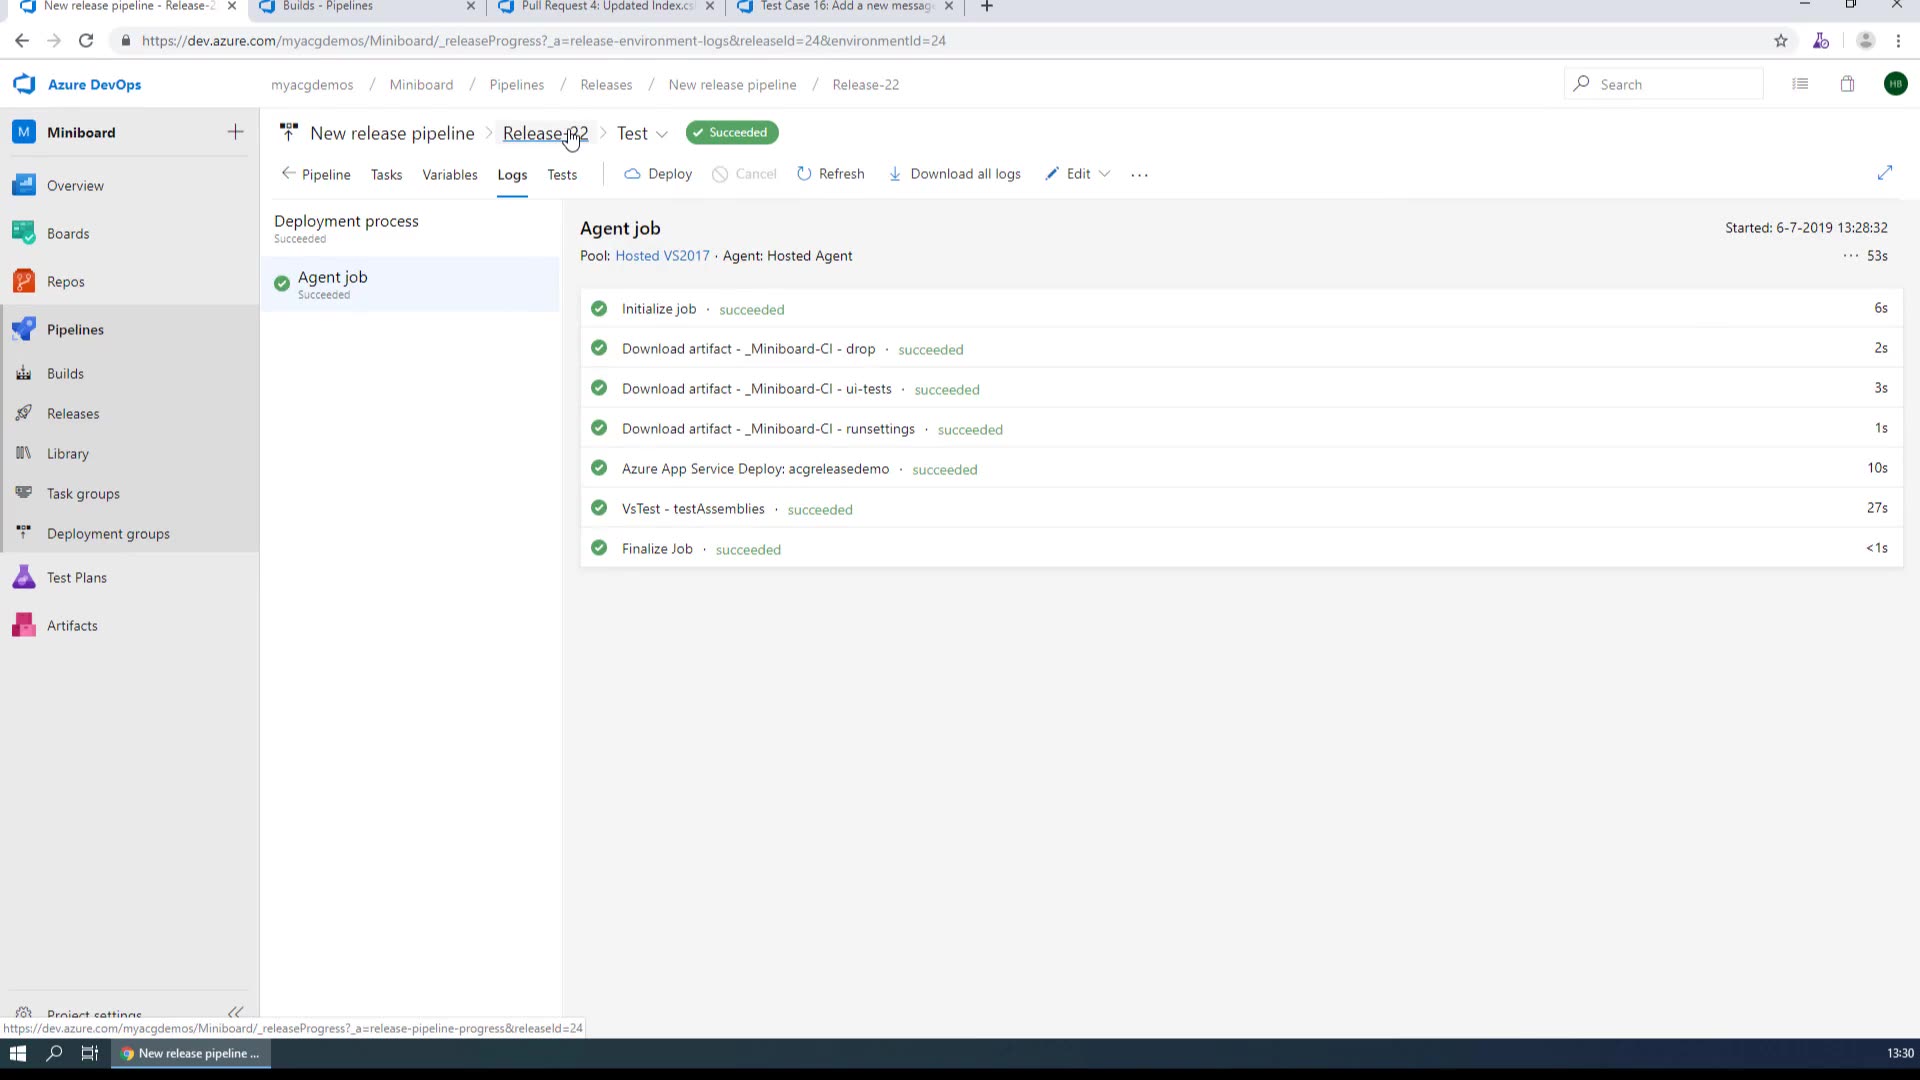 New release pipeline - Release-2
Builds - Pipelines
Pull Request 4: Updated Index.cs
Test Case 16: Add a new message
https://dev.azure.com/myacgdemos/Miniboard/_releaseProgress?_a=release-environment-logs&releaseId=24&environmentId=24
Azure DevOps
myacgdemos / Miniboard / Pipelines / Releases / New release pipeline / Release-22
Search
HB
M Miniboard
New release pipeline > Release-22 > Test
Succeeded
Pipeline Tasks Variables Logs Tests Deploy Cancel Refresh Download all logs Edit ...
Overview
Boards
Repos
Pipelines
Builds
Releases
Library
Task groups
Deployment groups
Test Plans
Artifacts
Project settings
Deployment process
Succeeded
Agent job
Succeeded
Agent job
Started: 6-7-2019 13:28:32
Pool: Hosted VS2017 · Agent: Hosted Agent
··· 53s
Initialize job · succeeded 6s
Download artifact - _Miniboard-CI - drop · succeeded 2s
Download artifact - _Miniboard-CI - ui-tests · succeeded 3s
Download artifact - _Miniboard-CI - runsettings · succeeded 1s
Azure App Service Deploy: acgreleasedemo · succeeded 10s
VsTest - testAssemblies · succeeded 27s
Finalize Job · succeeded <1s
https://dev.azure.com/myacgdemos/Miniboard/_releaseProgress?_a=release-pipeline-progress&releaseId=24
New release pipeline ...
13:30